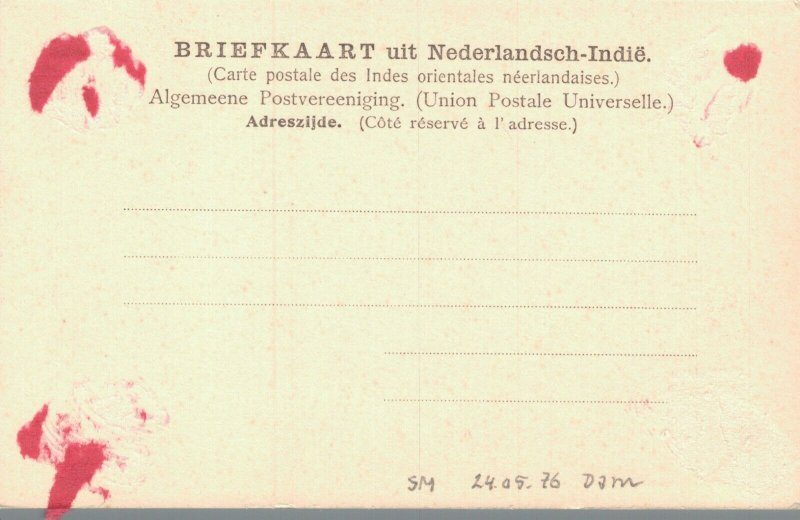 BRIEFKAART uit Nederlandsch-Indië.
(Carte postale des Indes orientales néerlandaises.)
Algemeene Postvereeniging. (Union Postale Universelle.)
Adreszijde. (Côté réservé à l'adresse.)
SM 24.05.76 Dam